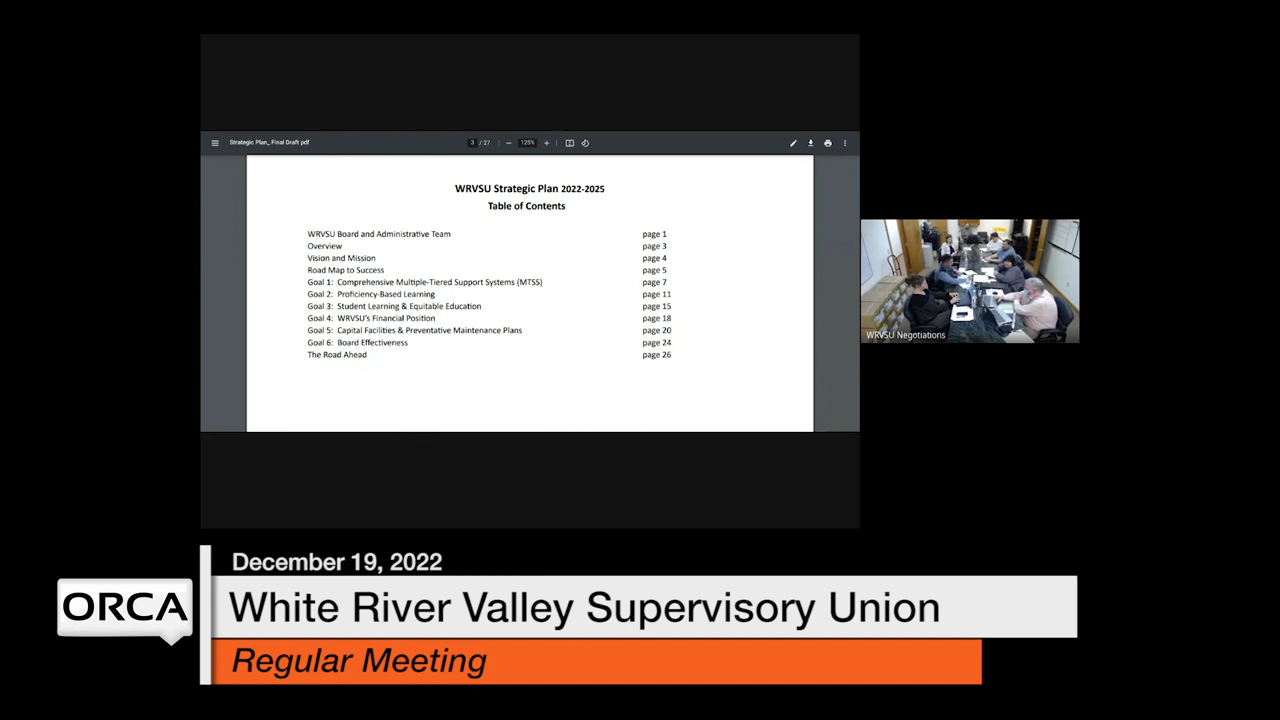 Strategic Plan_ Final Draft pdf
3 / 27
125%
WRVSU Strategic Plan 2022-2025
Table of Contents
WRVSU Board and Administrative Team page 1
Overview page 3
Vision and Mission page 4
Road Map to Success page 5
Goal 1: Comprehensive Multiple-Tiered Support Systems (MTSS) page 7
Goal 2: Proficiency-Based Learning page 11
Goal 3: Student Learning & Equitable Education page 15
Goal 4: WRVSU's Financial Position page 18
Goal 5: Capital Facilities & Preventative Maintenance Plans page 20
Goal 6: Board Effectiveness page 24
The Road Ahead page 26
WRVSU Negotiations
December 19, 2022
ORCA
White River Valley Supervisory Union
Regular Meeting